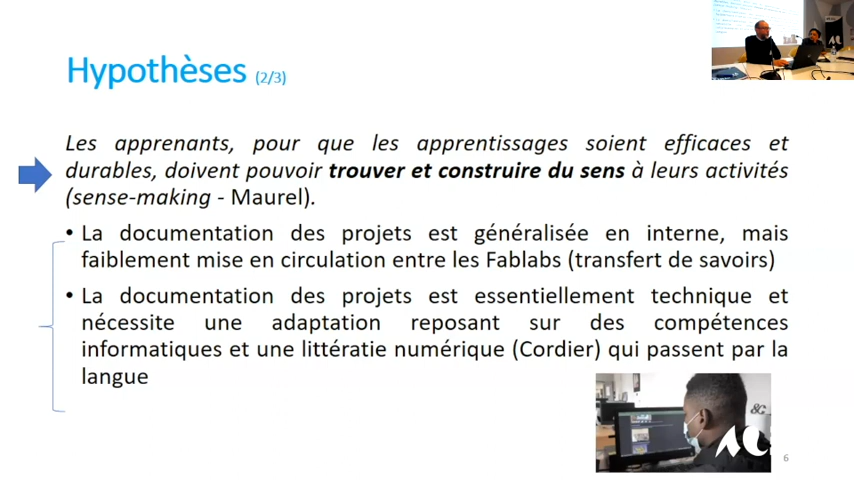 Hypothèses (2/3)
Les apprenants, pour que les apprentissages soient efficaces et
durables, doivent pouvoir trouver et construire du sens à leurs activités
(sense-making - Maurel).
• La documentation des projets est généralisée en interne, mais
faiblement mise en circulation entre les Fablabs (transfert de savoirs)
• La documentation des projets est essentiellement technique et
nécessite une adaptation reposant sur des compétences
informatiques et une littératie numérique (Cordier) qui passent par la
langue
6